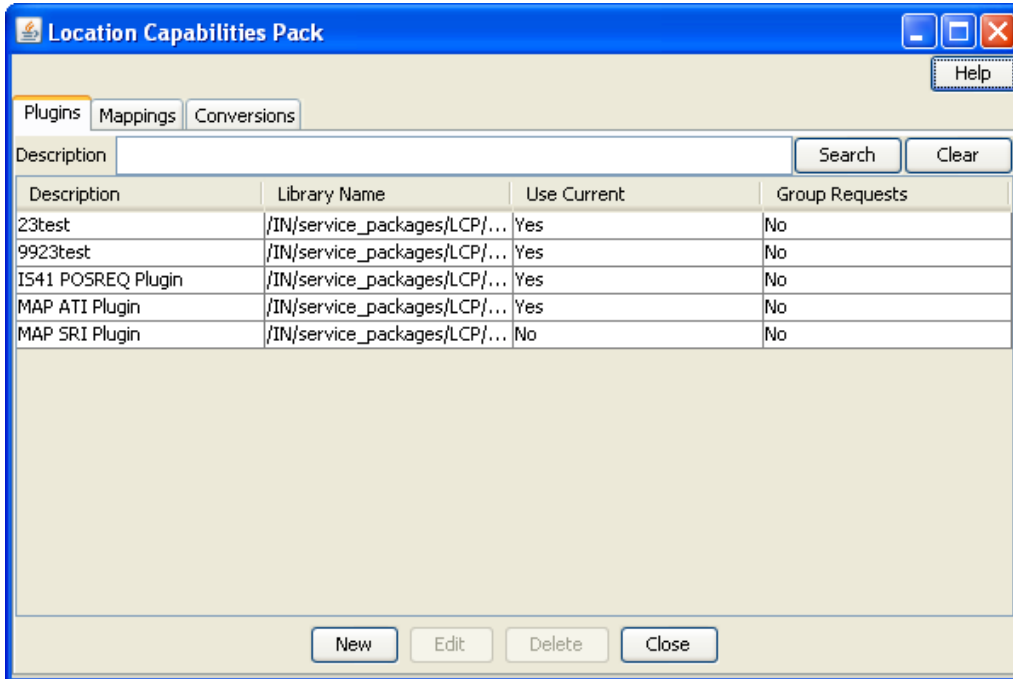 Location Capabilities Pack
Help
Plugins Mappings Conversions
Description Search Clear
Description Library Name Use Current Group Requests
23test /IN/service_packages/LCP/... Yes No
9923test /IN/service_packages/LCP/... Yes No
IS41 POSREQ Plugin /IN/service_packages/LCP/... Yes No
MAP ATI Plugin /IN/service_packages/LCP/... Yes No
MAP SRI Plugin /IN/service_packages/LCP/... No No
New Edit Delete Close